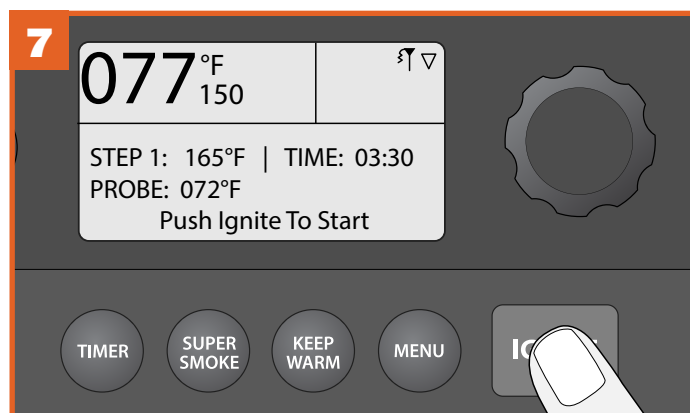 7
077°F
150
STEP 1: 165°F | TIME: 03:30
PROBE: 072°F
Push Ignite To Start
TIMER
SUPER
SMOKE
KEEP
WARM
MENU